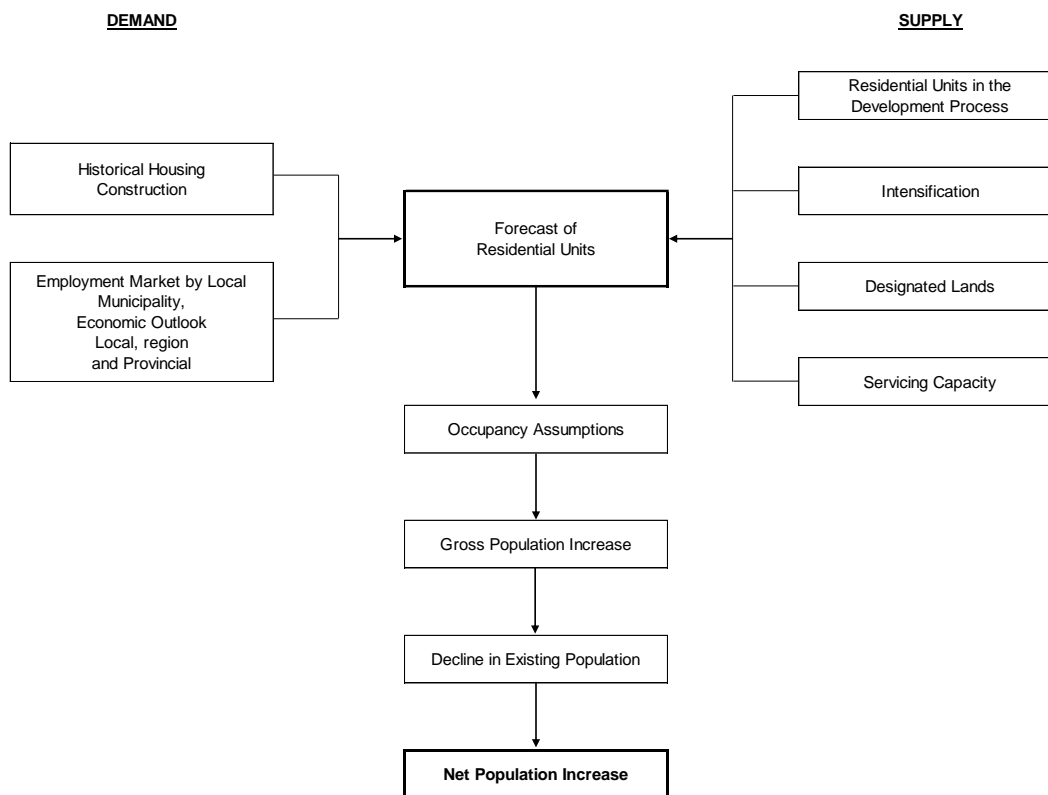 DEMAND
SUPPLY
Residential Units in the
Development Process
Historical Housing
Construction
Intensification
Forecast of
Residential Units
Employment Market by Local
Municipality,
Economic Outlook
Local, region
and Provincial
Designated Lands
Servicing Capacity
Occupancy Assumptions
Gross Population Increase
Decline in Existing Population
Net Population Increase